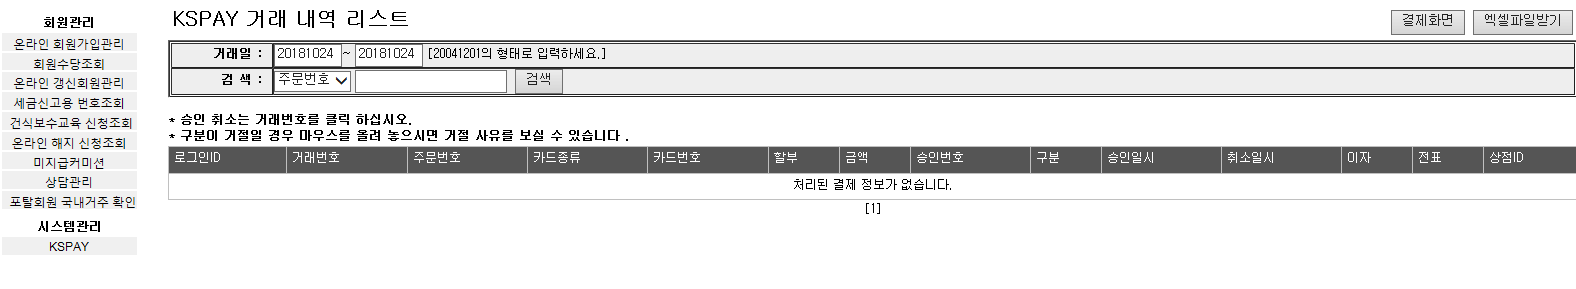 회원관리
온라인 회원가입관리
회원수당조회
온라인 갱신회원관리
세금신고용 번호조회
건식보수교육 신청조회
온라인 해지 신청조회
미지급커미션
상담관리
포탈회원 국내거주 확인
시스템관리
KSPAY
KSPAY 거래 내역 리스트
결제화면 엑셀파일받기
거래일 : 20181024 ~ 20181024 [20041201의 형태로 입력하세요.]
검 색 : 주문번호 검색
* 승인 취소는 거래번호를 클릭 하십시오.
* 구분이 거절일 경우 마우스를 올려 놓으시면 거절 사유를 보실 수 있습니다 .
로그인ID 거래번호 주문번호 카드종류 카드번호 할부 금액 승인번호 구분 승인일시 취소일시 이자 전표 상점ID
처리된 결제 정보가 없습니다.
[1]